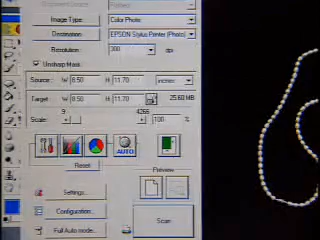 Image Type: Color Photo
Destination: EPSON Stylus Printer (Photo)
Resolution: 300 dpi
Unsharp Mask
Source: W 8.50 H 11.70 inches
Target W 8.50 H 11.70 25.60 MB
9 4266
Scale: 100 %
AUTO
Reset
Preview
Settings...
Configuration...
Scan
Full Auto mode...